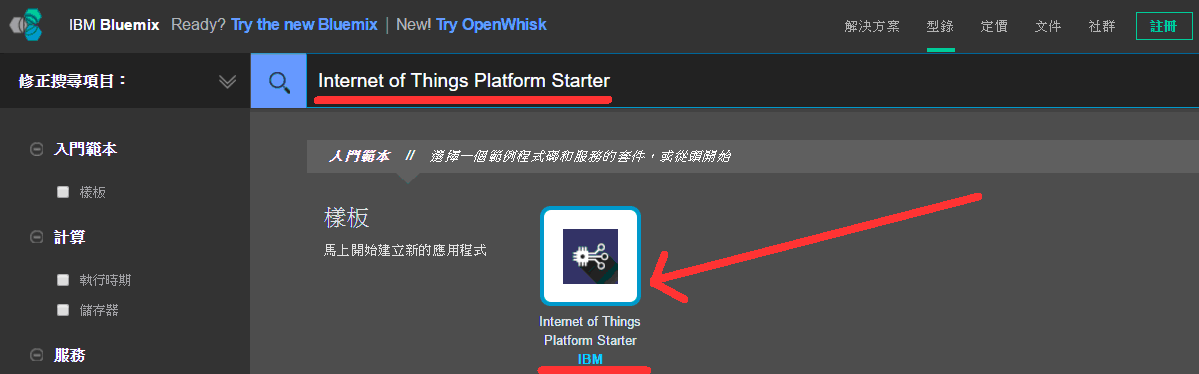 IBM Bluemix Ready? Try the new Bluemix | New! Try OpenWhisk 解決方案 型錄 定價 文件 社群 註冊
修正搜尋項目：
Internet of Things Platform Starter
入門範本
樣板
計算
執行時期
儲存器
服務
入門範本 // 選擇一個範例程式碼和服務的套件，或從頭開始
樣板
馬上開始建立新的應用程式
Internet of Things
Platform Starter
IBM